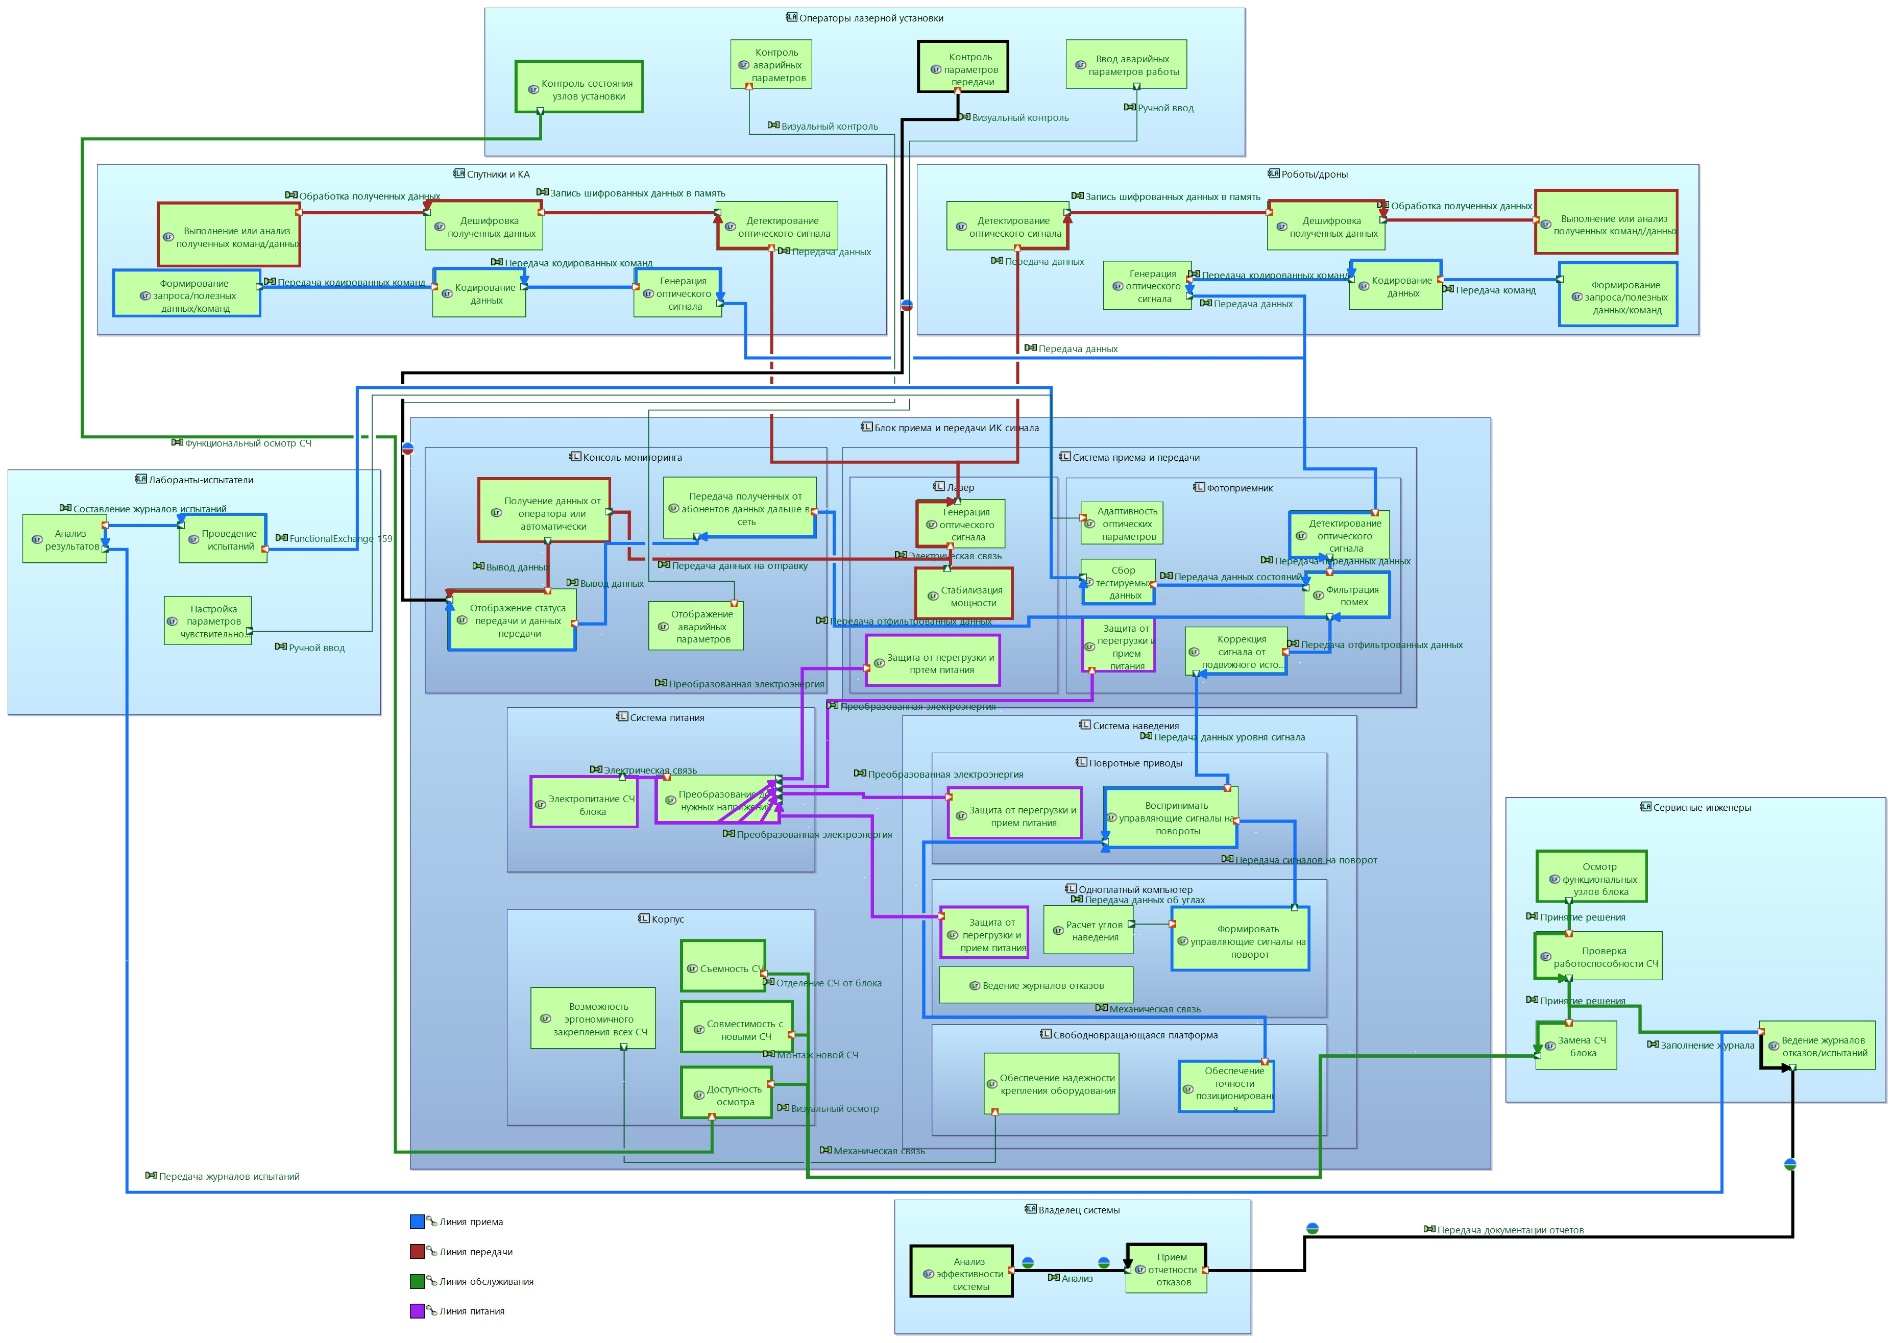 Операторы лазерной установки
Контроль состояния
узлов установки
Контроль
аварийных
параметров
Контроль
параметров
передачи
Ввод аварийных
параметров работы
Визуальный контроль
Визуальный контроль
Ручной ввод
Спутники и КА
Обработка полученных данных
Запись шифрованных данных в память
Выполнение или анализ
полученных команд/данных
Дешифровка
полученных данных
Детектирование
оптического сигнала
Передача данных
Передача кодированных команд
Передача кодированных команд
Формирование
запроса/полезных
данных/команд
Кодирование
данных
Генерация
оптического
сигнала
Роботы/дроны
Запись шифрованных данных в память
Обработка полученных данных
Детектирование
оптического сигнала
Дешифровка
полученных данных
Выполнение или анализ
полученных команд/данных
Передача данных
Генерация
оптического
сигнала
Передача кодированных команд
Передача данных
Кодирование
данных
Передача команд
Формирование
запроса/полезных
данных/команд
Передача данных
Функциональный осмотр СЧ
Лаборанты-испытатели
Составление журналов испытаний
Анализ
результатов
Проведение
испытаний
FunctionalExchange 159
Настройка
параметров
чувствительно...
Ручной ввод
Передача журналов испытаний
Блок приема и передачи ИК сигнала
Консоль мониторинга
Получение данных от
оператора или
автоматически
Передача полученных от
абонентов данных дальше в
сеть
Вывод данных
Вывод данных
Передача данных на отправку
Отображение статуса
передачи и данных
передачи
Отображение
аварийных
параметров
Преобразованная электроэнергия
Система приема и передачи
Лазер
Генерация
оптического
сигнала
Электрическая связь
Стабилизация
мощности
Передача отфильтрованных данных
Защита от перегрузки и
пртем питания
Преобразованная электроэнергия
Фотоприемник
Адаптивность
оптических
параметров
Детектирование
оптического
сигнала
Передача переданных данных
Сбор
тестируемых
данных
Передача данных состояний
Фильтрация
помех
Защита от
перегрузки и
прием
питания
Коррекция
сигнала от
подвижного исто...
Передача отфильтрованных данных
Система питания
Электрическая связь
Электропитание СЧ
блока
Преобразование до
нужных напряжений
Преобразованная электроэнергия
Преобразованная электроэнергия
Система наведения
Передача данных уровня сигнала
Повротные приводы
Защита от перегрузки и
прием питания
Воспринимать
управляющие сигналы на
повороты
Передача сигналов на поворот
Одноплатный компьютер
Передача данных об углах
Защита от
перегрузки и
прием питания
Расчет углов
наведения
Формировать
управляющие сигналы на
поворот
Ведение журналов отказов
Механическая связь
Свободновращающаяся платформа
Обеспечение надежности
крепления оборудования
Обеспечение
точности
позиционировани
я
Корпус
Съемность СЧ
Отделение СЧ от блока
Возможность
эргономичного
закрепления всех СЧ
Совместимость с
новыми СЧ
Монтаж новой СЧ
Доступность
осмотра
Визуальный осмотр
Механическая связь
Сервисные инженеры
Осмотр
функциональных
узлов блока
Принятие решения
Проверка
работоспособности СЧ
Принятие решения
Замена СЧ
блока
Заполнение журнала
Ведение журналов
отказов/испытаний
Владелец системы
Анализ
эффективности
системы
Анализ
Прием
отчетности
отказов
Передача документации отчетов
Линия приема
Линия передачи
Линия обслуживания
Линия питания